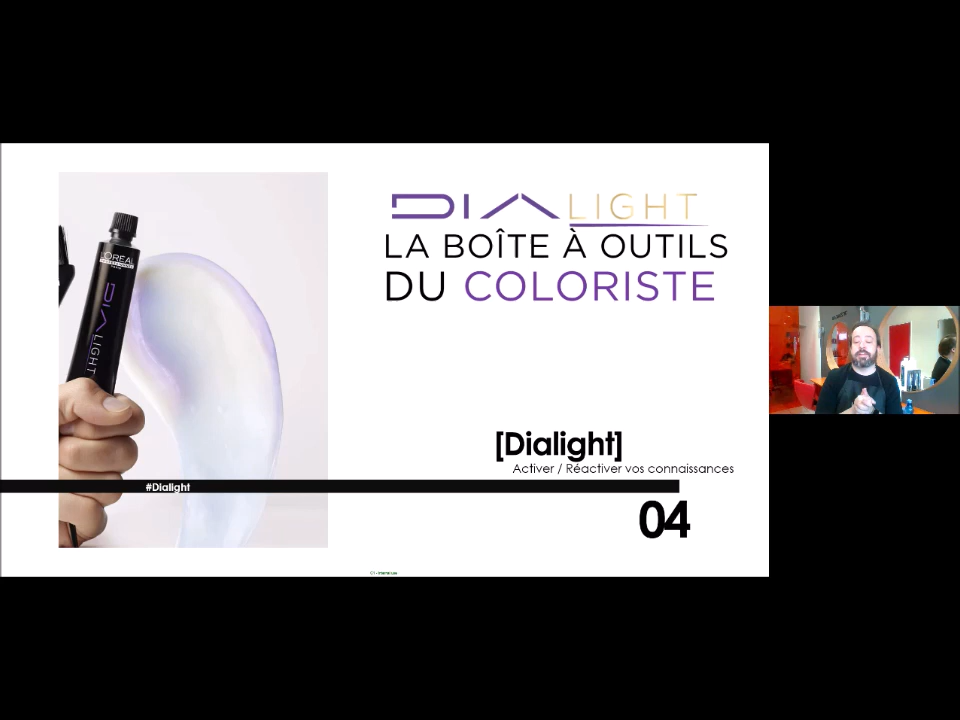 L'ORÉAL
DIALIGHT
DIALIGHT
LA BOÎTE À OUTILS
DU COLORISTE
[Dialight]
Activer / Réactiver vos connaissances
#Dialight
04